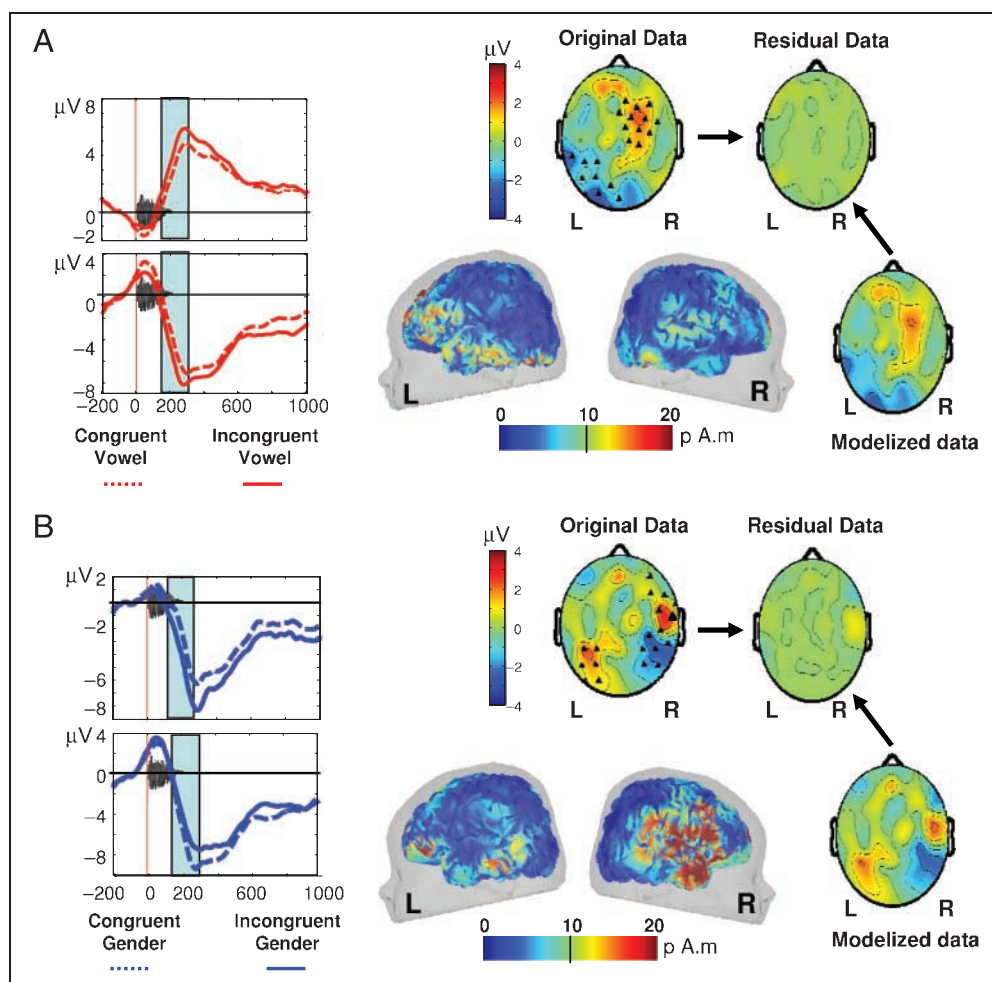 A
Original Data
Residual Data
μV
4
2
0
−2
−4
L
R
L
R
μV
8
4
0
−2
μV
4
0
−4
−8
−200
0
200
600
1000
Congruent
Vowel
Incongruent
Vowel
L
R
0
10
20
p A.m
L
R
Modelized data
B
Original Data
Residual Data
μV
4
2
0
−2
−4
L
R
L
R
μV
2
−2
−4
−6
−8
μV
4
0
−4
−8
−200
0
200
600
1000
Congruent
Gender
Incongruent
Gender
L
R
0
10
20
p A.m
L
R
Modelized data